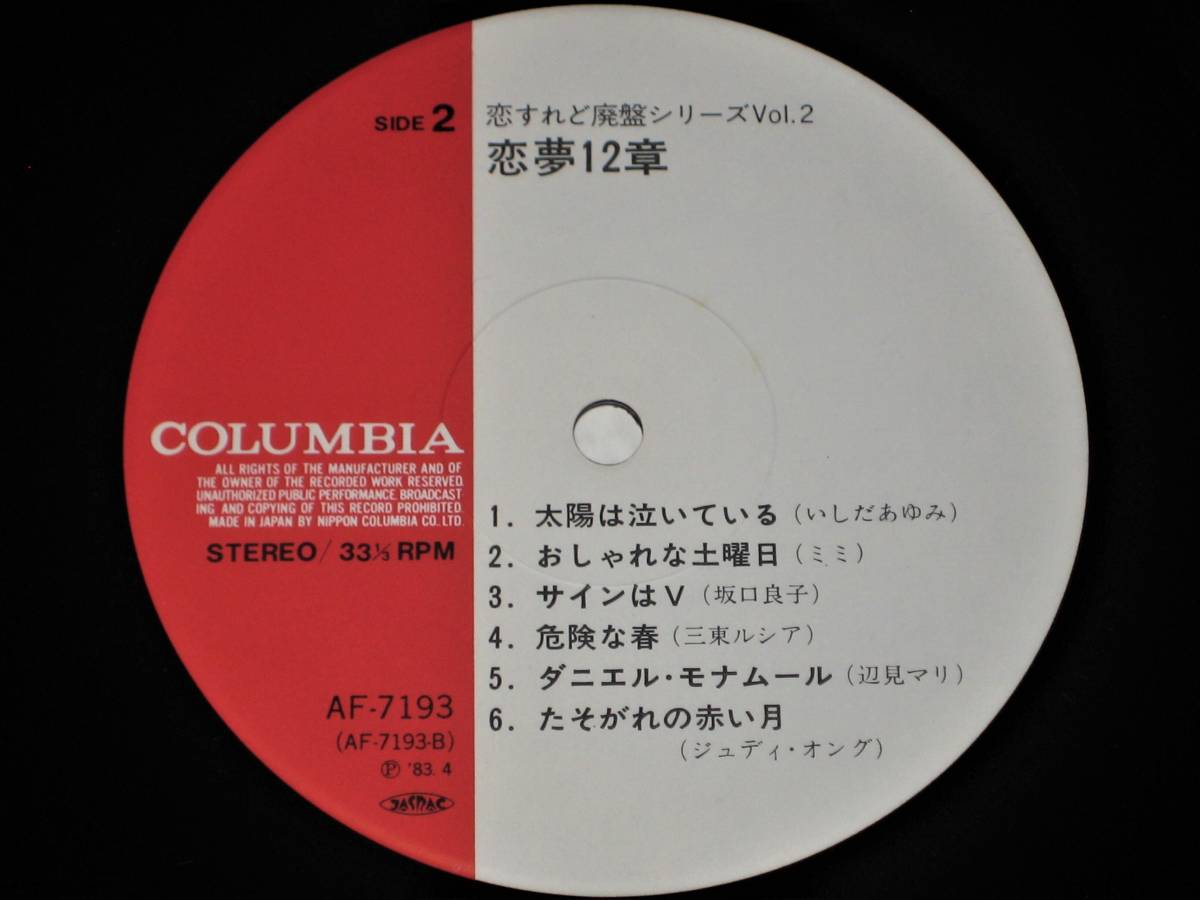 SIDE 2
恋すれど廃盤シリーズVol.2
恋夢12章
COLUMBIA
ALL RIGHTS OF THE MANUFACTURER AND OF
THE OWNER OF THE RECORDED WORK RESERVED.
UNAUTHORIZED PUBLIC PERFORMANCE. BROADCAST
ING AND COPYING OF THIS RECORD PROHIBITED.
MADE IN JAPAN BY NIPPON COLUMBIA CO. LTD.
STEREO/ 33⅓ RPM
AF-7193
(AF-7193-B)
Ⓟ '83. 4
JASRAC
1. 太陽は泣いている (いしだあゆみ)
2. おしゃれな土曜日 (ミミ)
3. サインはV (坂口良子)
4. 危険な春 (三東ルシア)
5. ダニエル・モナムール (辺見マリ)
6. たそがれの赤い月
(ジュディ・オング)